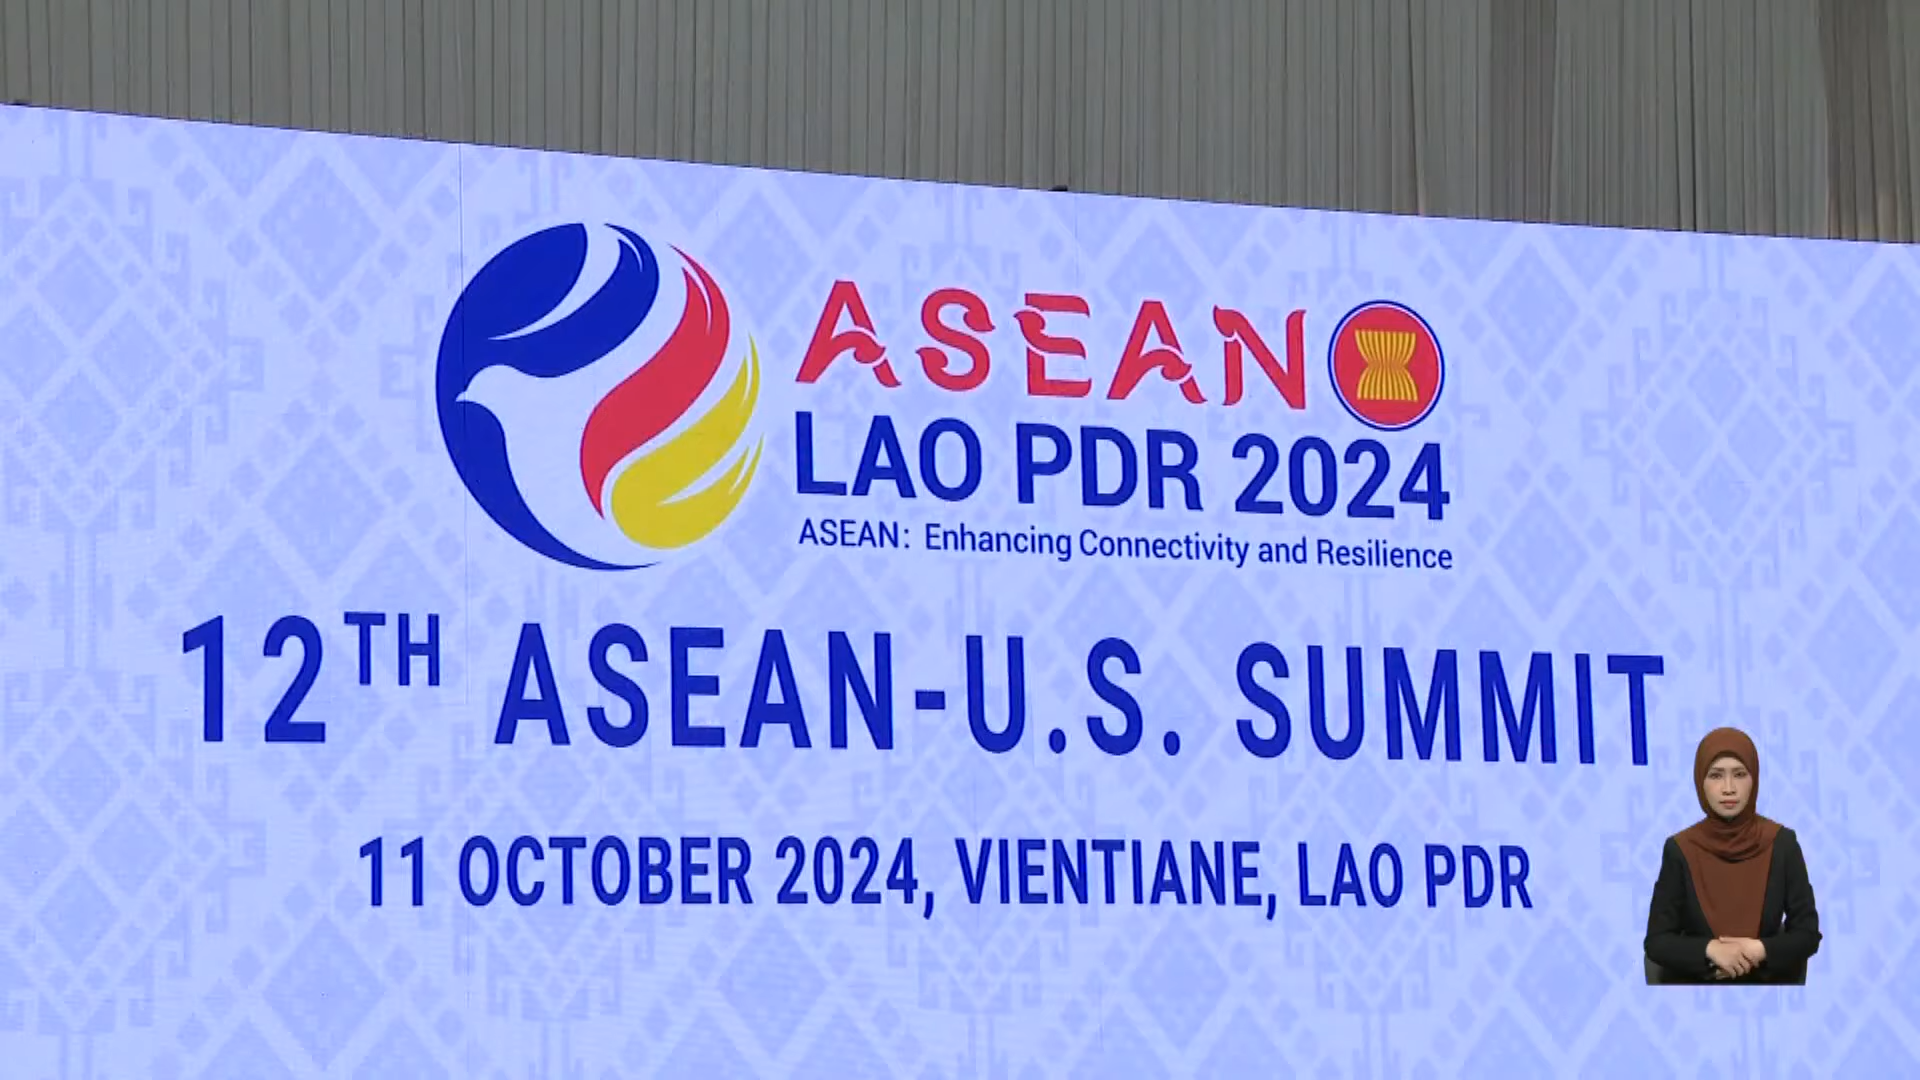 ASEAN
LAO PDR 2024
ASEAN: Enhancing Connectivity and Resilience
12TH ASEAN-U.S. SUMMIT
11 OCTOBER 2024, VIENTIANE, LAO PDR